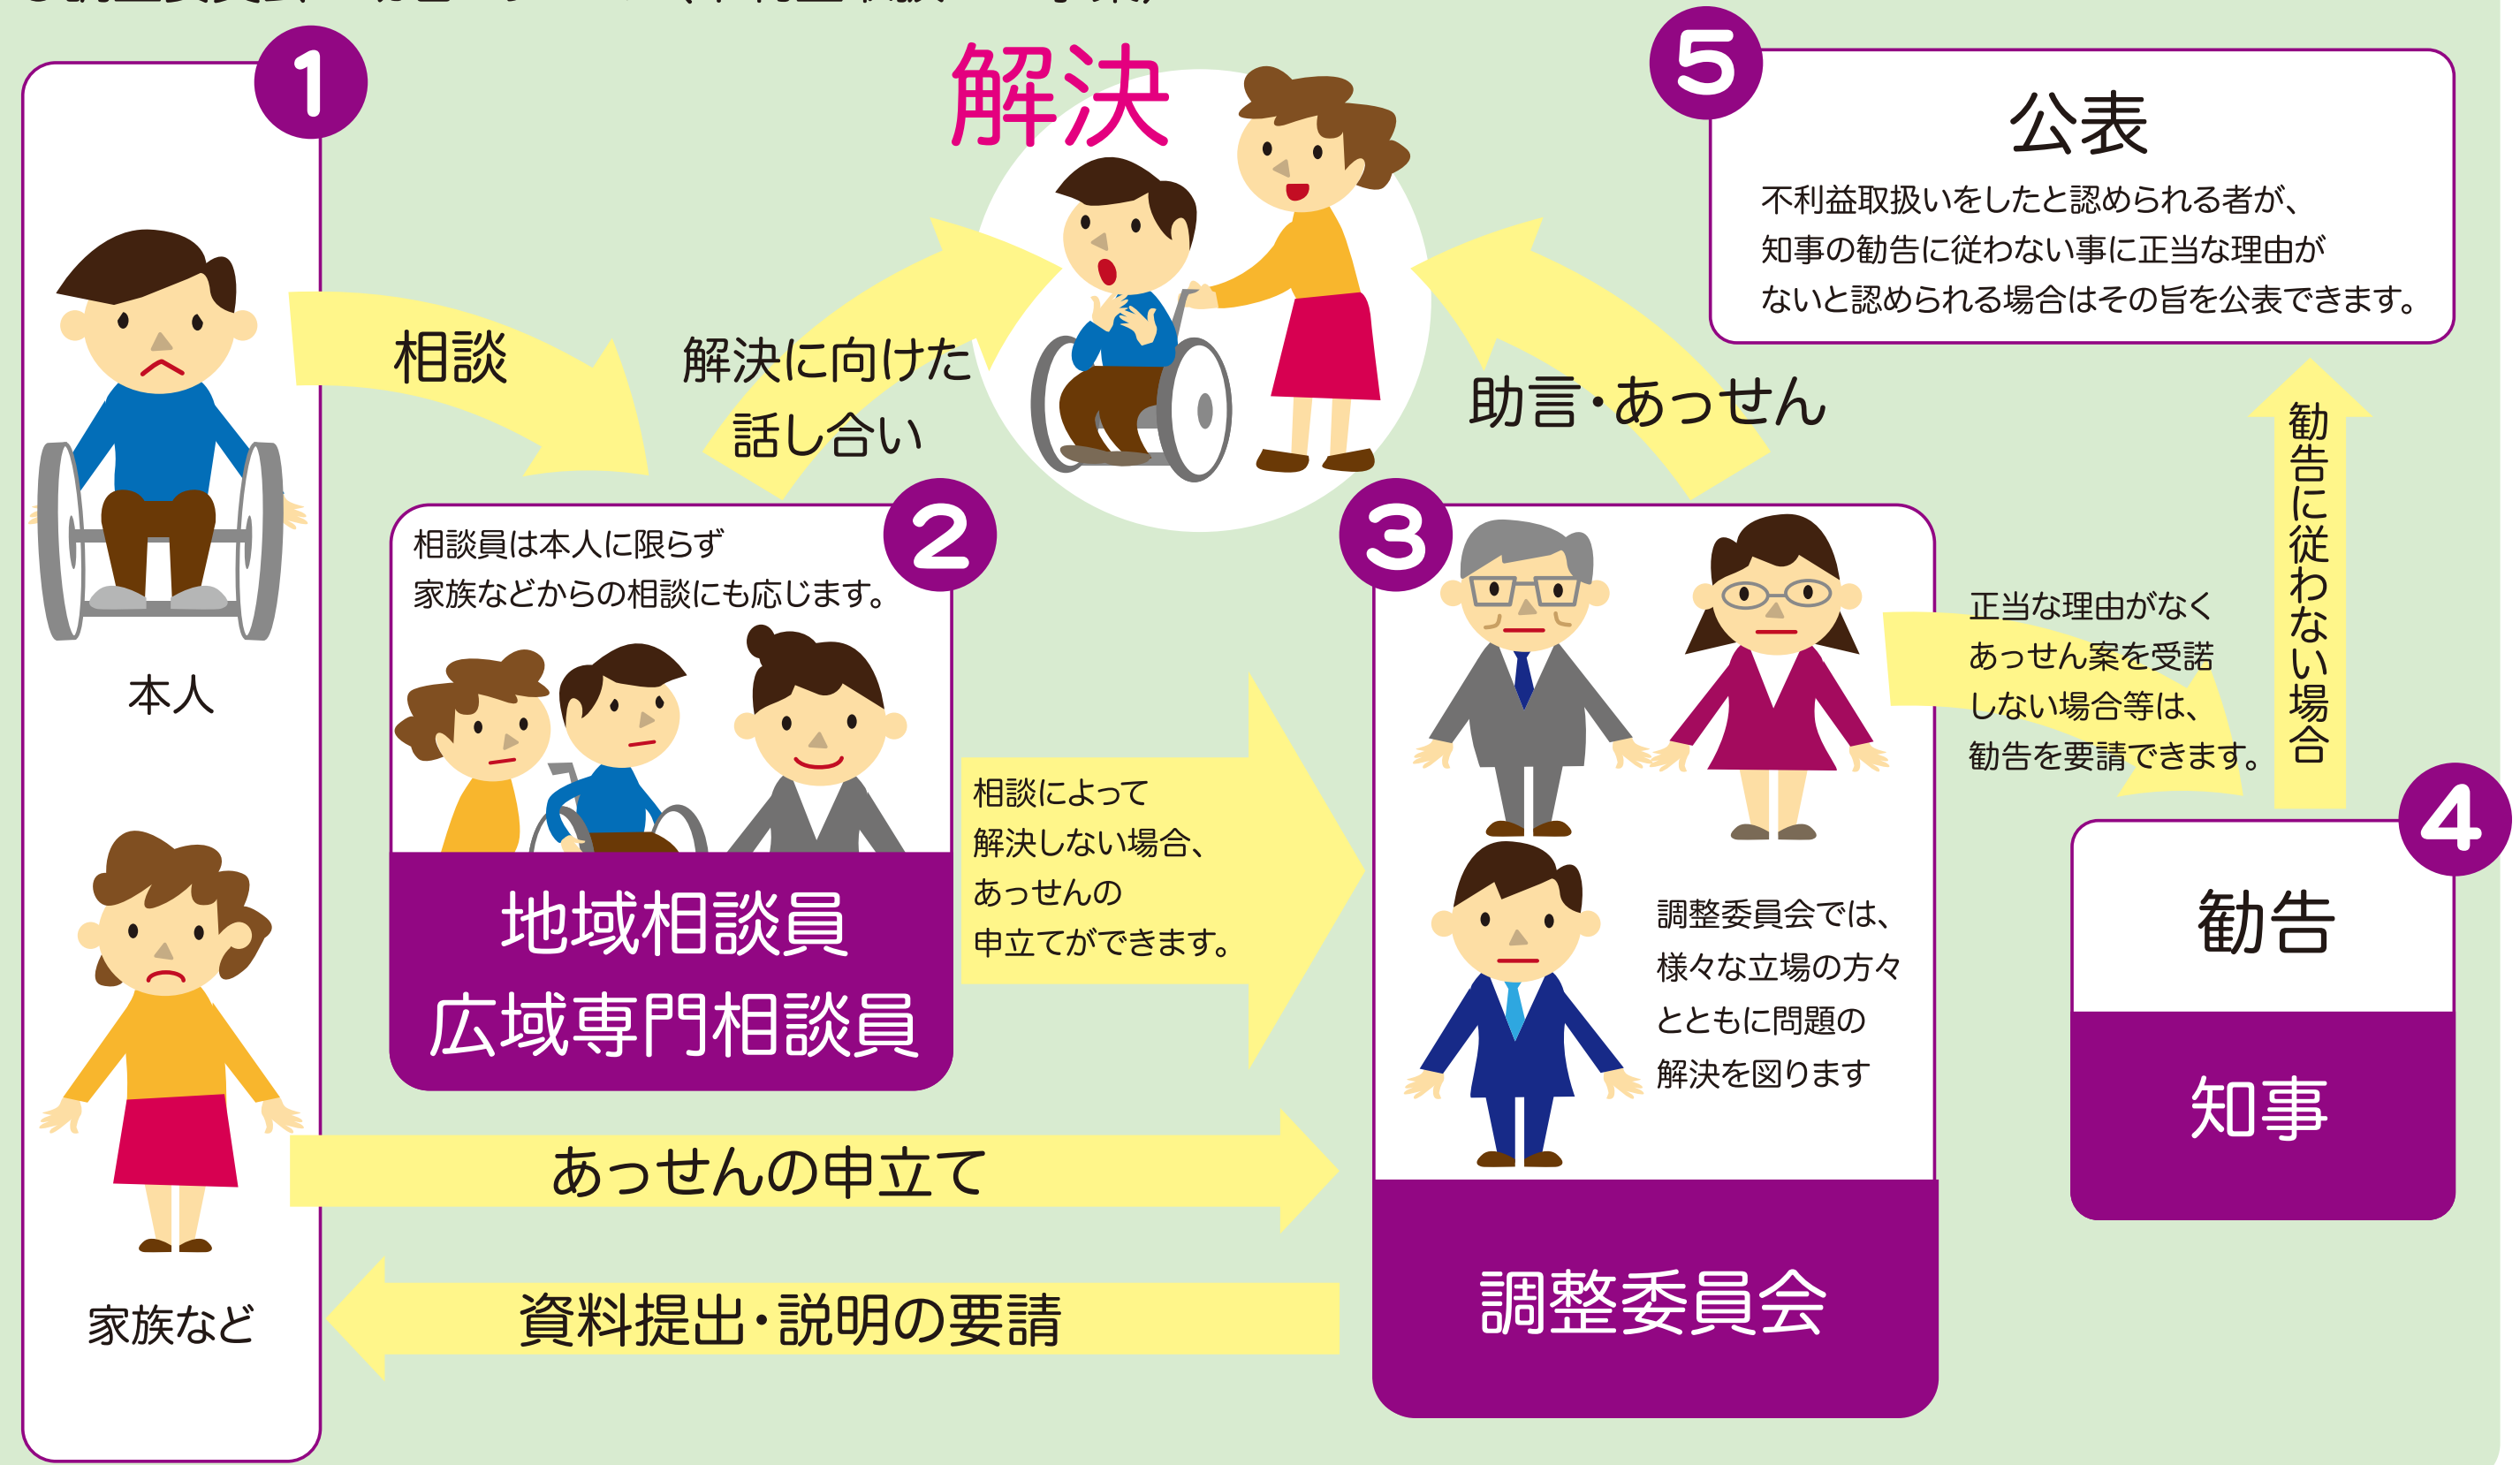 1
本人
家族など
相談
解決に向けた
話し合い
解決
2
相談員は本人に限らず
家族などからの相談にも応じます。
地域相談員
広域専門相談員
相談によって
解決しない場合、
あっせんの
申立てができます。
あっせんの申立て
資料提出・説明の要請
助言・あっせん
3
調整委員会では、
様々な立場の方々
とともに問題の
解決を図ります
調整委員会
正当な理由がなく
あっせん案を受諾
しない場合等は、
勧告を要請できます。
4
勧告
知事
勧告に従わない場合
5
公表
不利益取扱いをしたと認められる者が、
知事の勧告に従わない事に正当な理由が
ないと認められる場合はその旨を公表できます。